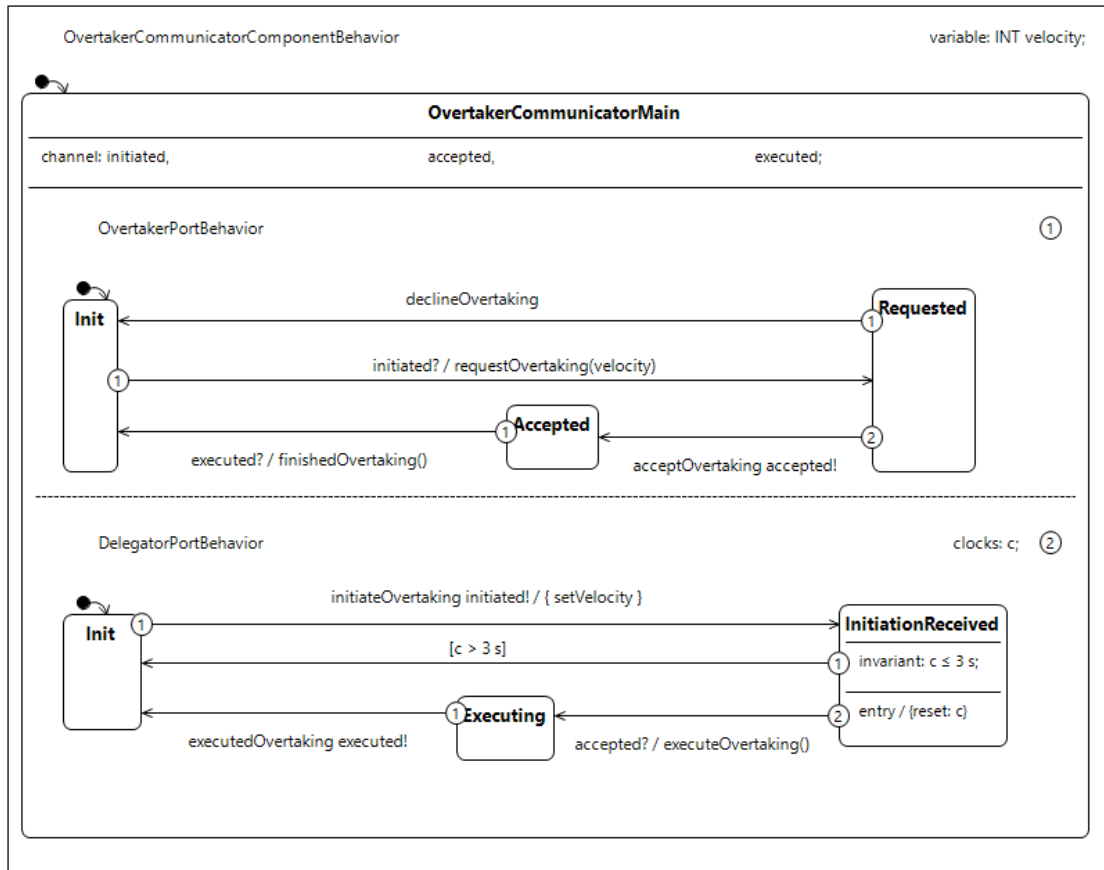 OvertakerCommunicatorComponentBehavior variable: INT velocity;
OvertakerCommunicatorMain
channel: initiated, accepted, executed;
OvertakerPortBehavior 1
declineOvertaking
Init 1 Requested
initiated? / requestOvertaking(velocity)
1
1 Accepted 2
executed? / finishedOvertaking() acceptOvertaking accepted!
DelegatorPortBehavior clocks: c; 2
initiateOvertaking initiated! / { setVelocity }
Init 1 InitiationReceived
[c > 3 s]
1 invariant: c ≤ 3 s;
1 Executing 2 entry / {reset: c}
executedOvertaking executed! accepted? / executeOvertaking()